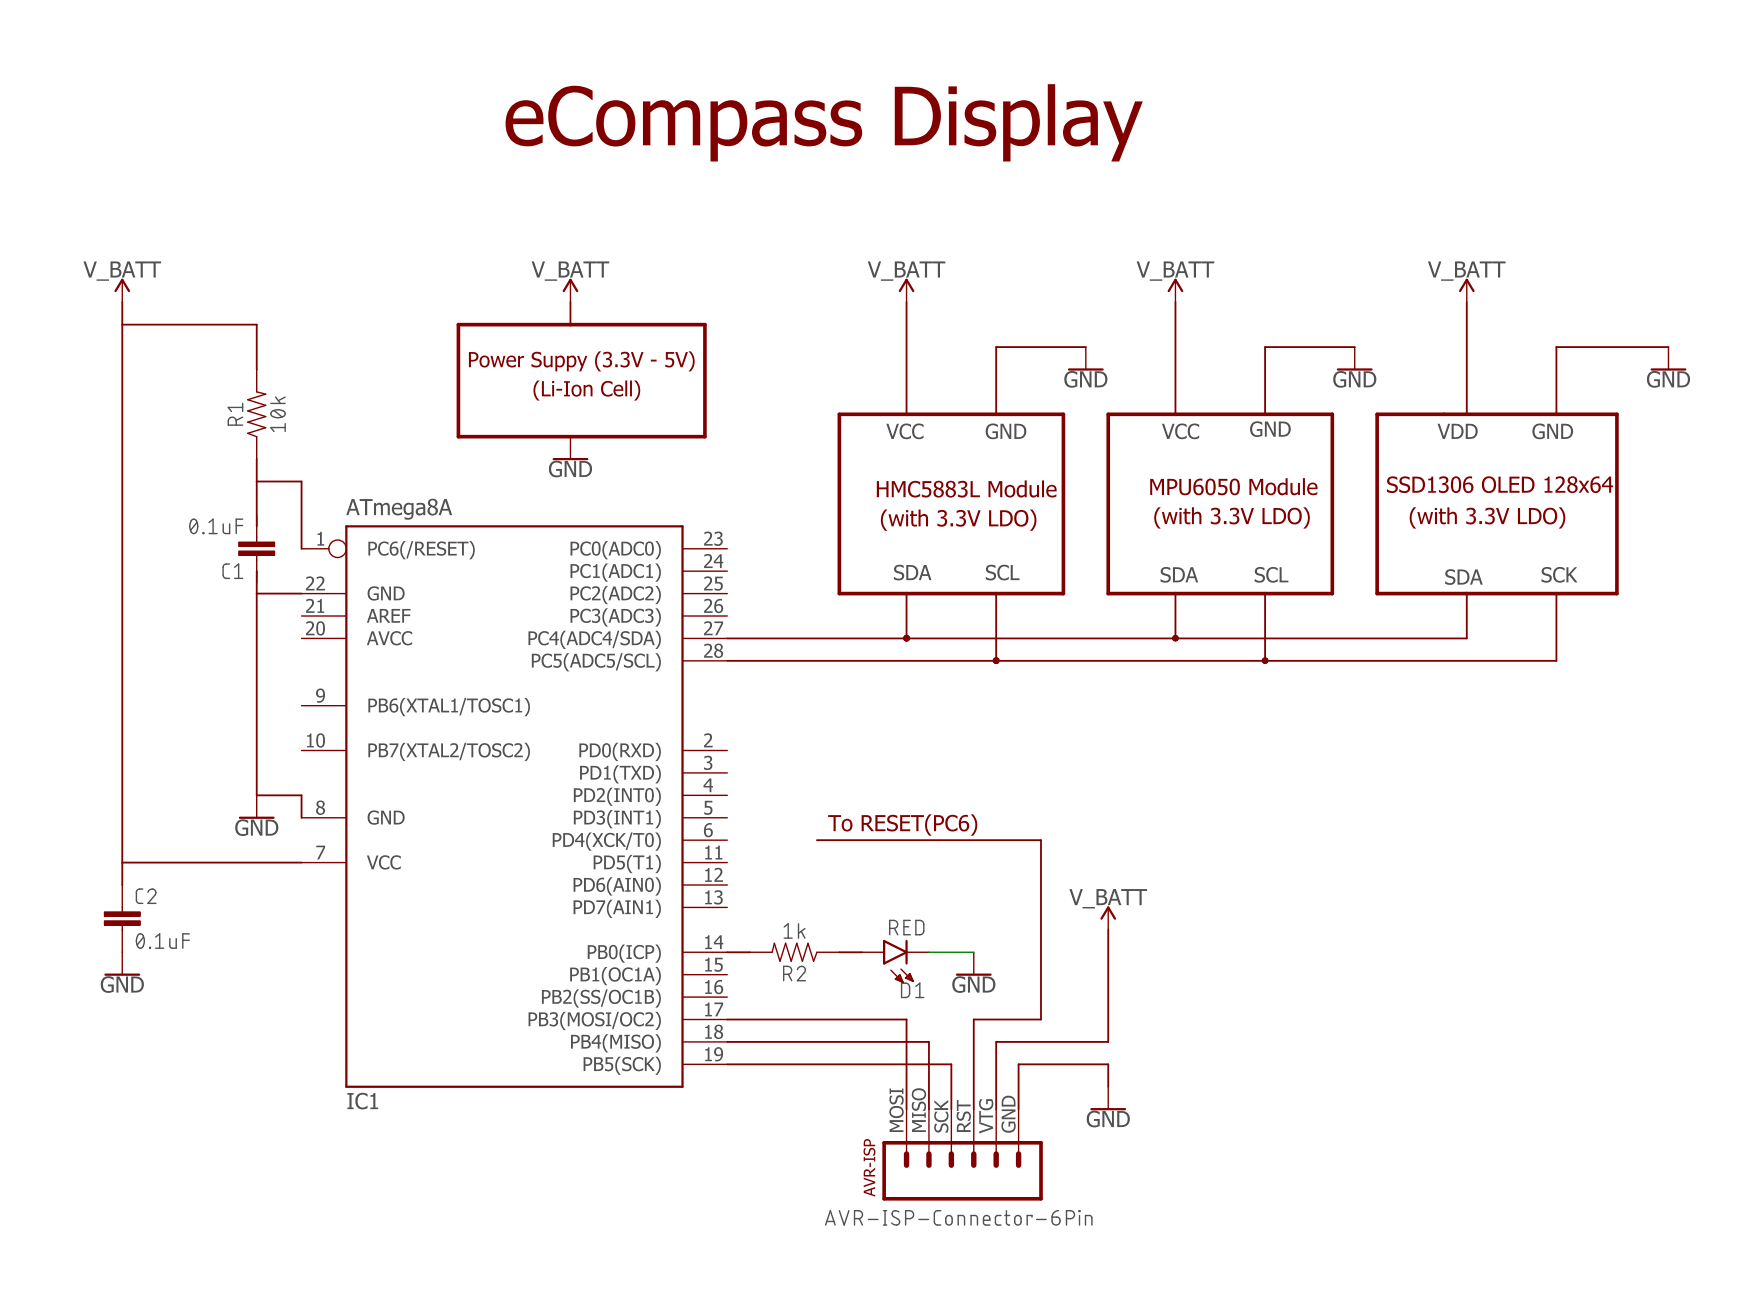 eCompass Display
V_BATT
V_BATT
V_BATT
V_BATT
V_BATT
Power Suppy (3.3V - 5V)
(Li-Ion Cell)
GND
GND
GND
GND
R1
10k
VCC
GND
HMC5883L Module
(with 3.3V LDO)
SDA
SCL
VCC
GND
MPU6050 Module
(with 3.3V LDO)
SDA
SCL
VDD
GND
SSD1306 OLED 128x64
(with 3.3V LDO)
SDA
SCK
0.1uF
C1
ATmega8A
1
PC6(/RESET)
22
GND
21
AREF
20
AVCC
9
PB6(XTAL1/TOSC1)
10
PB7(XTAL2/TOSC2)
8
GND
7
VCC
GND
C2
0.1uF
GND
PC0(ADC0)
23
PC1(ADC1)
24
PC2(ADC2)
25
PC3(ADC3)
26
PC4(ADC4/SDA)
27
PC5(ADC5/SCL)
28
PD0(RXD)
2
PD1(TXD)
3
PD2(INT0)
4
PD3(INT1)
5
PD4(XCK/T0)
6
PD5(T1)
11
PD6(AIN0)
12
PD7(AIN1)
13
PB0(ICP)
14
PB1(OC1A)
15
PB2(SS/OC1B)
16
PB3(MOSI/OC2)
17
PB4(MISO)
18
PB5(SCK)
19
IC1
To RESET(PC6)
V_BATT
1k
R2
RED
D1
GND
MOSI
MISO
SCK
RST
VTG
GND
GND
AVR-ISP
AVR-ISP-Connector-6Pin